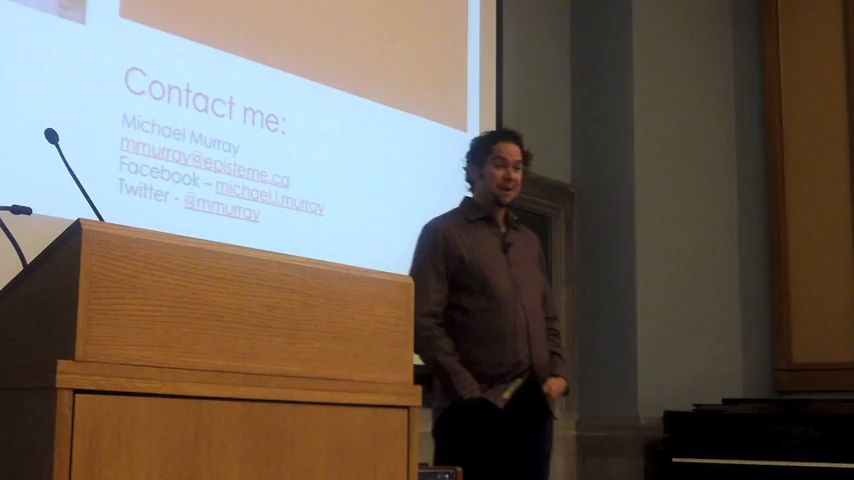 Contact me:
Michael Murray
mmurray@episteme.ca
Facebook – michael.l.murray
Twitter - @mmurray